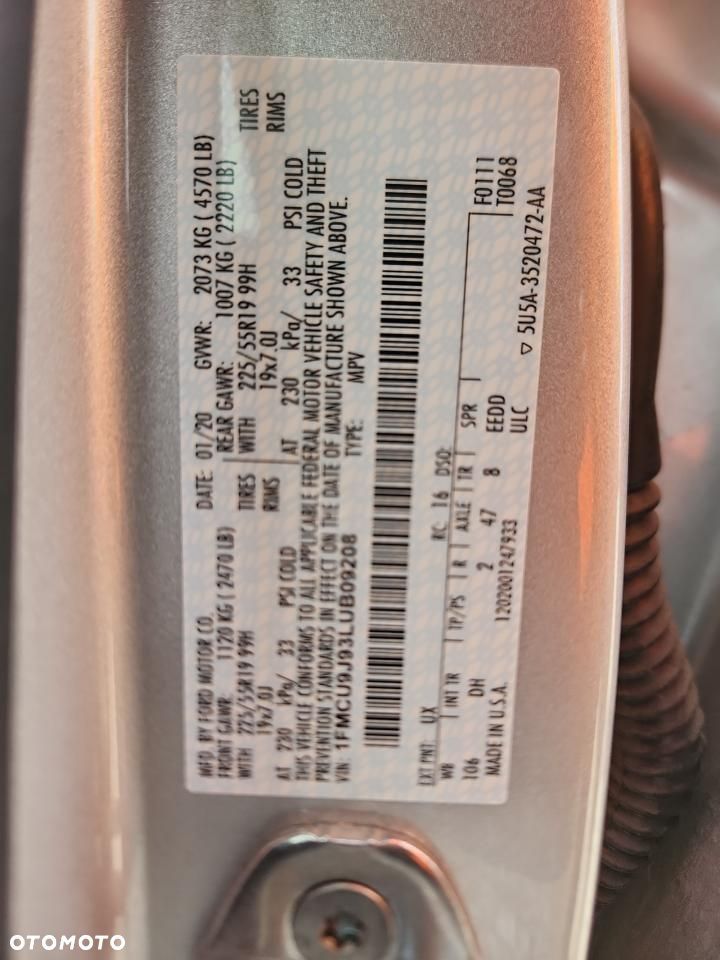 MFD. BY FORD MOTOR CO.
DATE: 01/20 GVWR: 2073 KG ( 4570 LB)
FRONT GAWR: 1120 KG ( 2470 LB) REAR GAWR: 1007 KG ( 2220 LB)
WITH 225/55R19 99H TIRES WITH 225/55R19 99H TIRES
19x7.0J RIMS 19x7.0J RIMS
AT 230 kPa/ 33 PSI COLD AT 230 kPa/ 33 PSI COLD
THIS VEHICLE CONFORMS TO ALL APPLICABLE FEDERAL MOTOR VEHICLE SAFETY AND THEFT
PREVENTION STANDARDS IN EFFECT ON THE DATE OF MANUFACTURE SHOWN ABOVE.
VIN: 1FMCU9J93LUB09208 TYPE: MPV
EXT PNT: UX RC: 16 DSO: F0111
WB INT TR TP/PS R AXLE TR SPR T0068
106 DH 2 47 8 EEDD
MADE IN U.S.A. 1202001247933 ULC ▽ 5U5A-3520472-AA
OTOMOTO